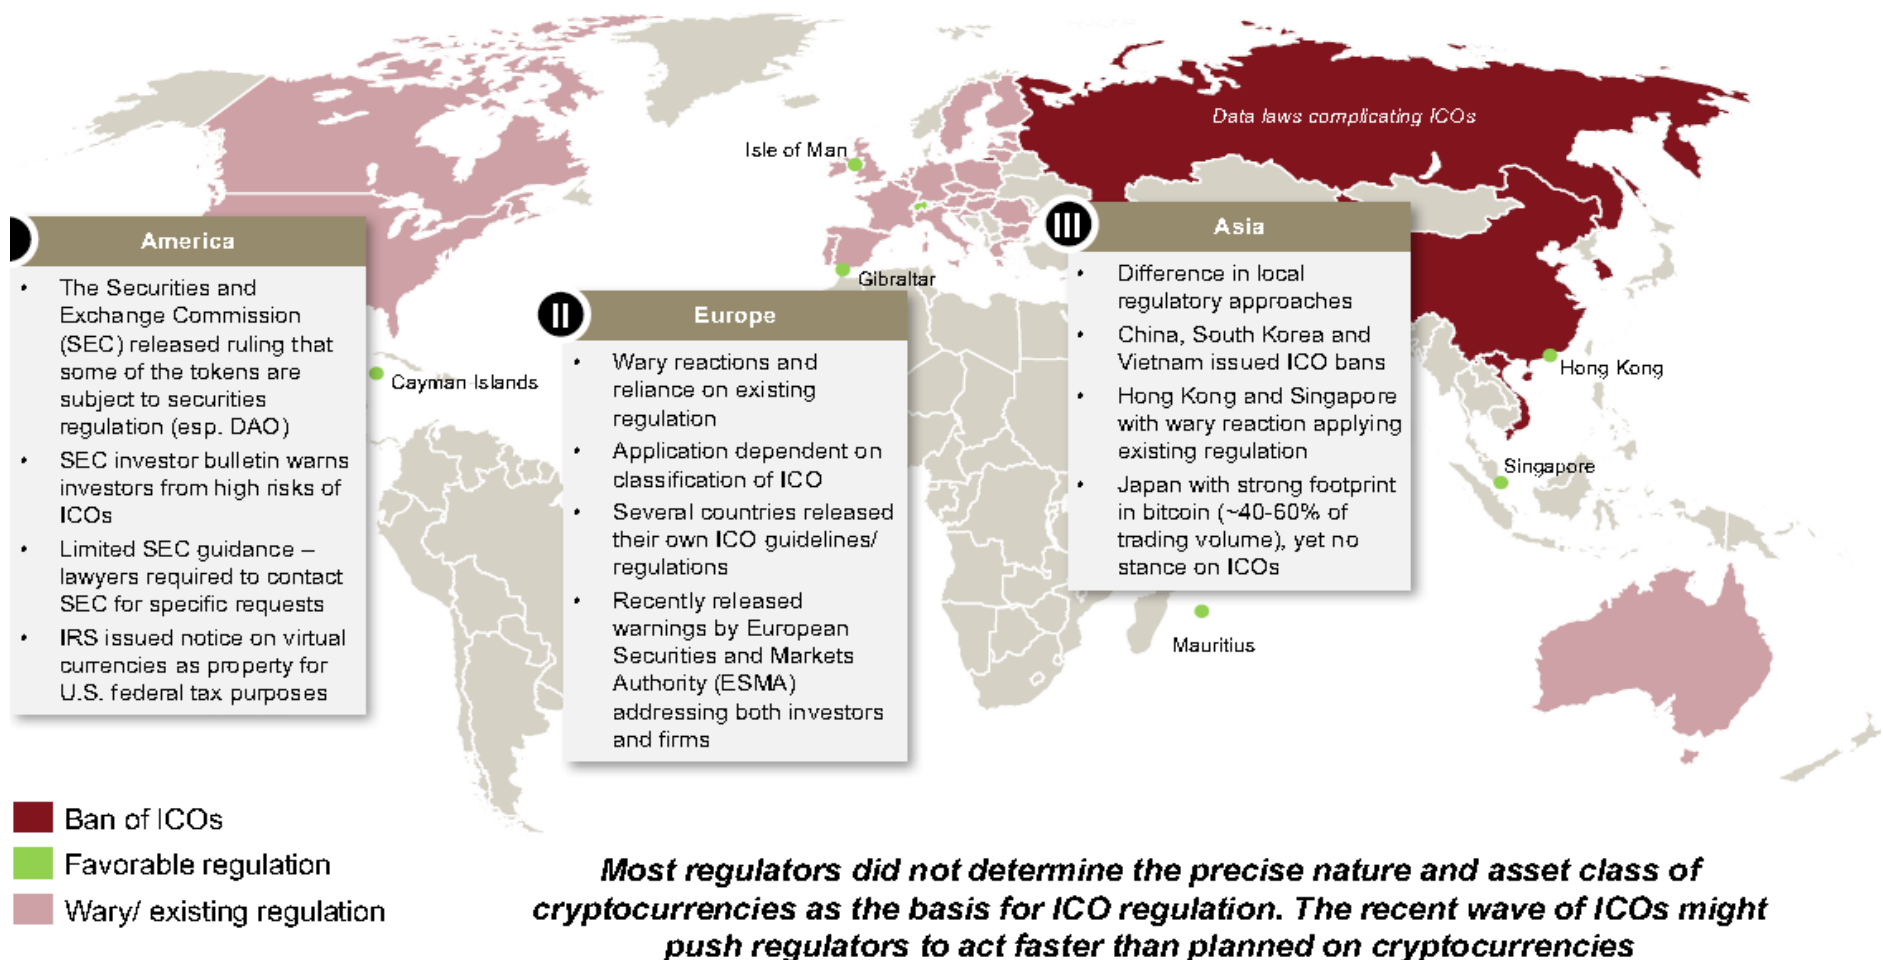 Data laws complicating ICOs
Isle of Man
Gibraltar
Cayman Islands
Hong Kong
Singapore
Mauritius
America
• The Securities and
Exchange Commission
(SEC) released ruling that
some of the tokens are
subject to securities
regulation (esp. DAO)
• SEC investor bulletin warns
investors from high risks of
ICOs
• Limited SEC guidance –
lawyers required to contact
SEC for specific requests
• IRS issued notice on virtual
currencies as property for
U.S. federal tax purposes
II
Europe
• Wary reactions and
reliance on existing
regulation
• Application dependent on
classification of ICO
• Several countries released
their own ICO guidelines/
regulations
• Recently released
warnings by European
Securities and Markets
Authority (ESMA)
addressing both investors
and firms
III
Asia
• Difference in local
regulatory approaches
• China, South Korea and
Vietnam issued ICO bans
• Hong Kong and Singapore
with wary reaction applying
existing regulation
• Japan with strong footprint
in bitcoin (~40-60% of
trading volume), yet no
stance on ICOs
Ban of ICOs
Favorable regulation
Wary/ existing regulation
Most regulators did not determine the precise nature and asset class of
cryptocurrencies as the basis for ICO regulation. The recent wave of ICOs might
push regulators to act faster than planned on cryptocurrencies